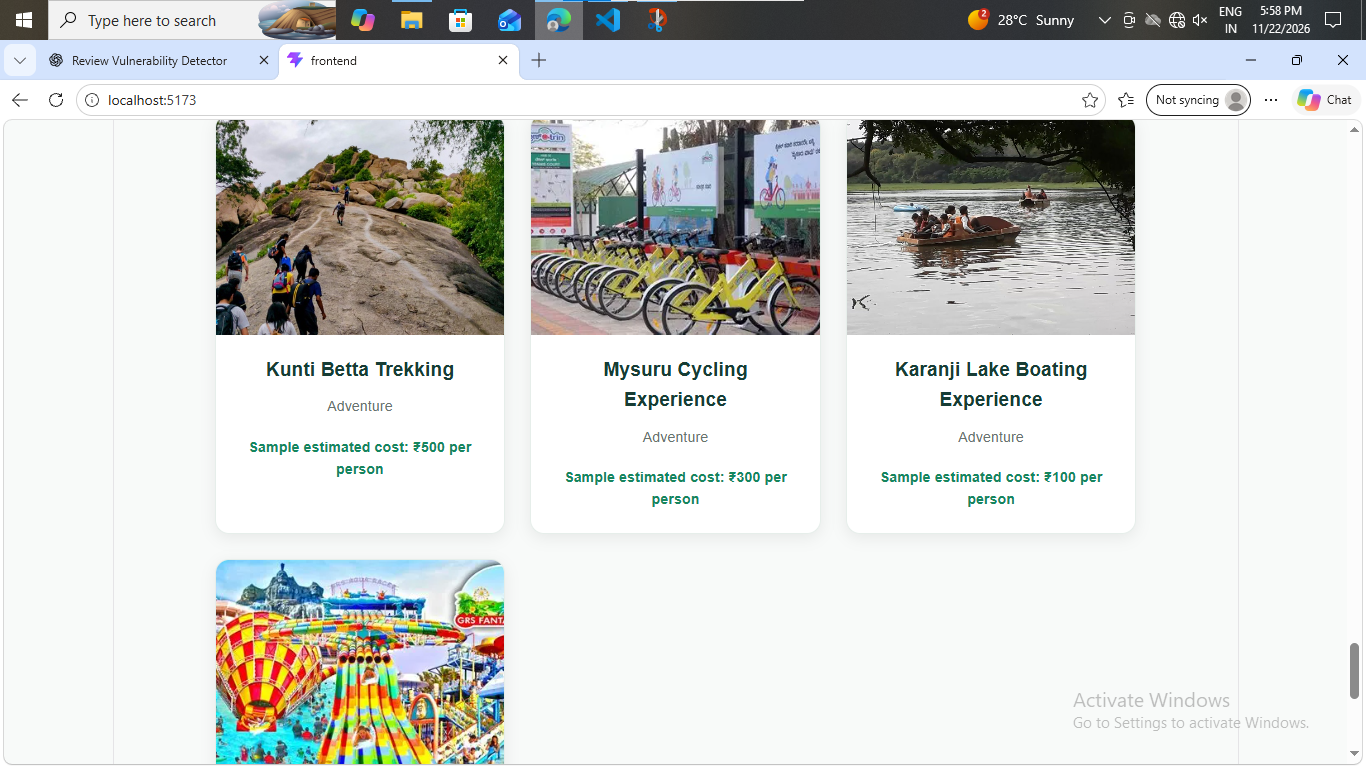 Type here to search
28°C Sunny
2
ENG
IN
5:58 PM
11/22/2026
Review Vulnerability Detector
frontend
localhost:5173
Not syncing
Chat
Kunti Betta Trekking
Adventure
Sample estimated cost: ₹500 per
person
Mysuru Cycling
Experience
Adventure
Sample estimated cost: ₹300 per
person
Karanji Lake Boating
Experience
Adventure
Sample estimated cost: ₹100 per
person
GRS FANTA
Activate Windows
Go to Settings to activate Windows.